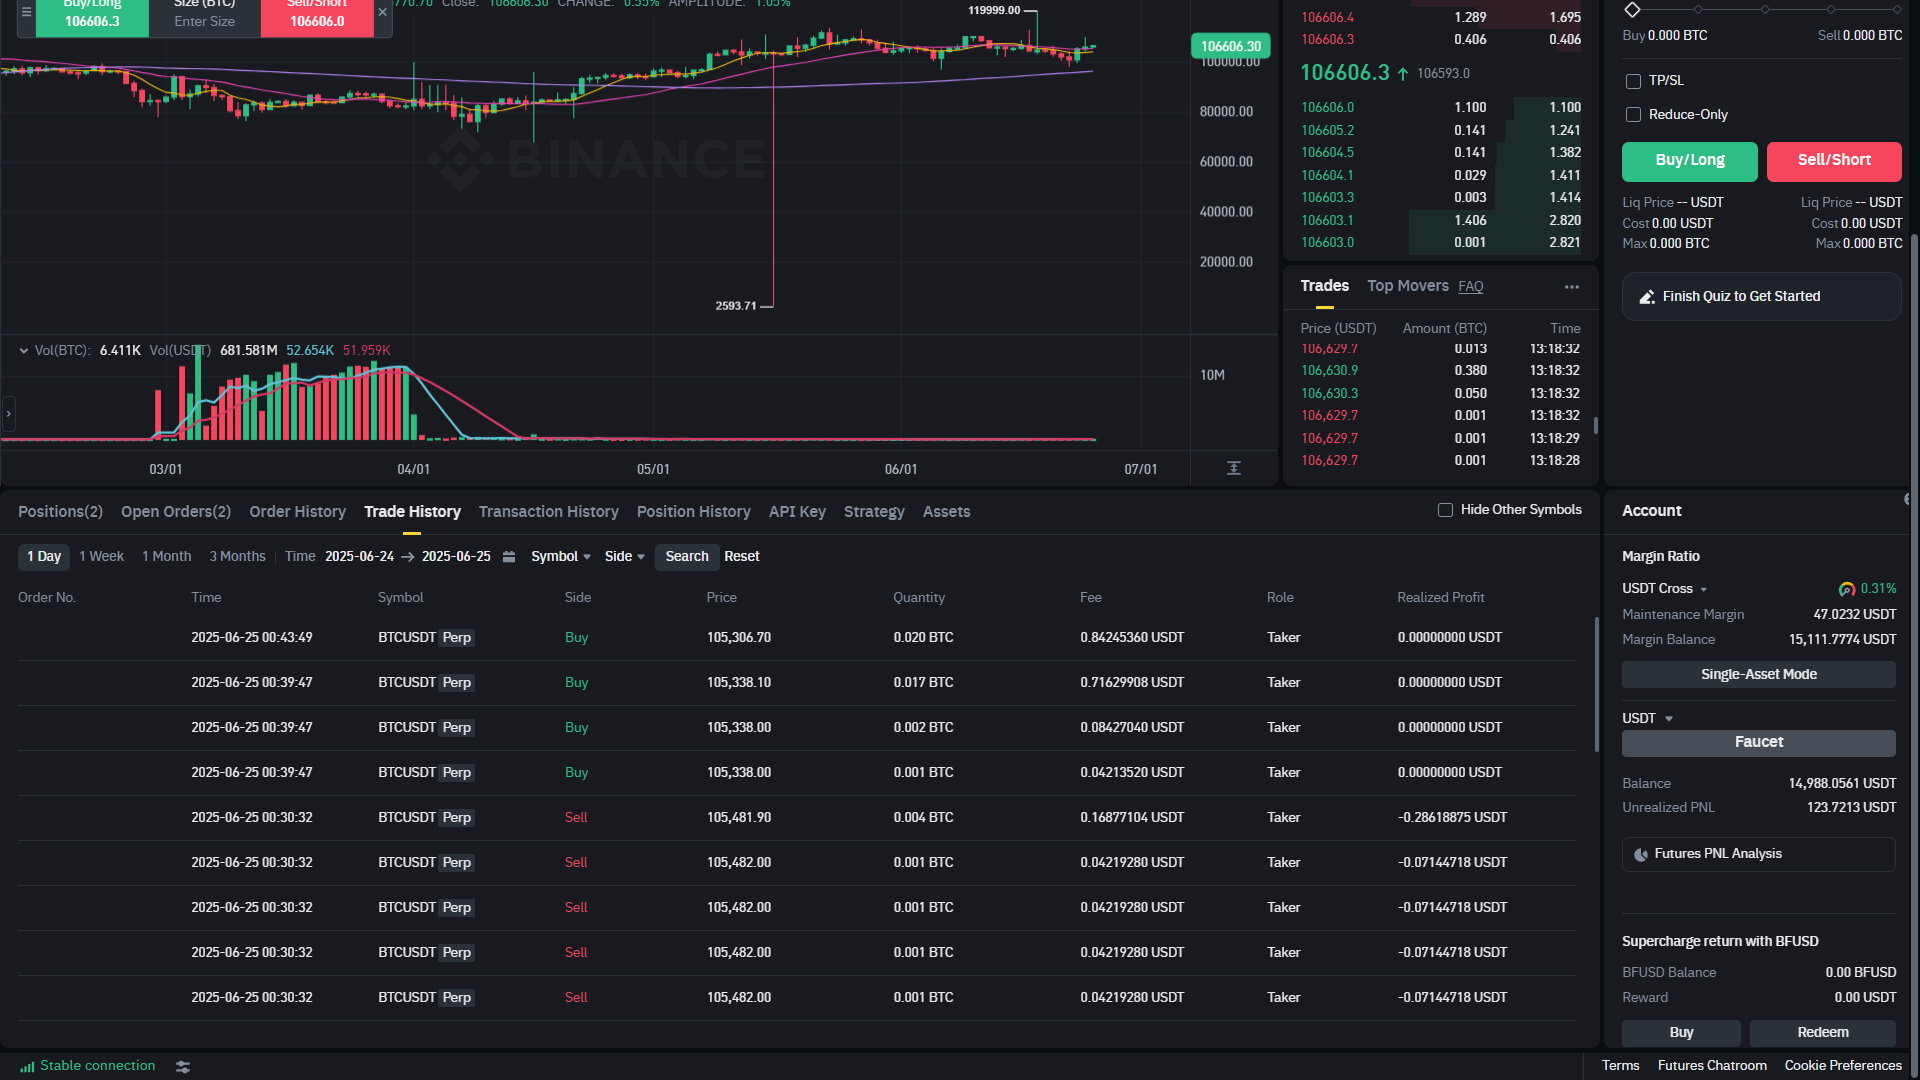 Buy/Long Size (BTC) Sell/Short
106606.3 Enter Size 106606.0
770.70 Close: 106606.30 CHANGE: 0.55% AMPLITUDE: 1.05%
119999.00
BINANCE
2593.71
106606.30
100000.00
80000.00
60000.00
40000.00
20000.00
Vol(BTC): 6.411K Vol(USDT) 681.581M 52.654K 51.959K
10M
03/01 04/01 05/01 06/01 07/01
106606.4 1.289 1.695
106606.3 0.406 0.406
106606.3 ↑ 106593.0
106606.0 1.100 1.100
106605.2 0.141 1.241
106604.5 0.141 1.382
106604.1 0.029 1.411
106603.3 0.003 1.414
106603.1 1.406 2.820
106603.0 0.001 2.821
Trades Top Movers FAQ ...
Price (USDT) Amount (BTC) Time
106,629.7 0.013 13:18:32
106,630.9 0.380 13:18:32
106,630.3 0.050 13:18:32
106,629.7 0.001 13:18:32
106,629.7 0.001 13:18:29
106,629.7 0.001 13:18:28
Buy 0.000 BTC Sell 0.000 BTC
TP/SL
Reduce-Only
Buy/Long Sell/Short
Liq Price -- USDT Liq Price -- USDT
Cost 0.00 USDT Cost 0.00 USDT
Max 0.000 BTC Max 0.000 BTC
Finish Quiz to Get Started
Positions(2) Open Orders(2) Order History Trade History Transaction History Position History API Key Strategy Assets Hide Other Symbols
1 Day 1 Week 1 Month 3 Months Time 2025-06-24 → 2025-06-25 Symbol Side Search Reset
Order No. Time Symbol Side Price Quantity Fee Role Realized Profit
2025-06-25 00:43:49 BTCUSDT Perp Buy 105,306.70 0.020 BTC 0.84245360 USDT Taker 0.00000000 USDT
2025-06-25 00:39:47 BTCUSDT Perp Buy 105,338.10 0.017 BTC 0.71629908 USDT Taker 0.00000000 USDT
2025-06-25 00:39:47 BTCUSDT Perp Buy 105,338.00 0.002 BTC 0.08427040 USDT Taker 0.00000000 USDT
2025-06-25 00:39:47 BTCUSDT Perp Buy 105,338.00 0.001 BTC 0.04213520 USDT Taker 0.00000000 USDT
2025-06-25 00:30:32 BTCUSDT Perp Sell 105,481.90 0.004 BTC 0.16877104 USDT Taker -0.28618875 USDT
2025-06-25 00:30:32 BTCUSDT Perp Sell 105,482.00 0.001 BTC 0.04219280 USDT Taker -0.07144718 USDT
2025-06-25 00:30:32 BTCUSDT Perp Sell 105,482.00 0.001 BTC 0.04219280 USDT Taker -0.07144718 USDT
2025-06-25 00:30:32 BTCUSDT Perp Sell 105,482.00 0.001 BTC 0.04219280 USDT Taker -0.07144718 USDT
2025-06-25 00:30:32 BTCUSDT Perp Sell 105,482.00 0.001 BTC 0.04219280 USDT Taker -0.07144718 USDT
Account
Margin Ratio
USDT Cross 0.31%
Maintenance Margin 47.0232 USDT
Margin Balance 15,111.7774 USDT
Single-Asset Mode
USDT
Faucet
Balance 14,988.0561 USDT
Unrealized PNL 123.7213 USDT
Futures PNL Analysis
Supercharge return with BFUSD
BFUSD Balance 0.00 BFUSD
Reward 0.00 USDT
Buy Redeem
Stable connection
Terms Futures Chatroom Cookie Preferences